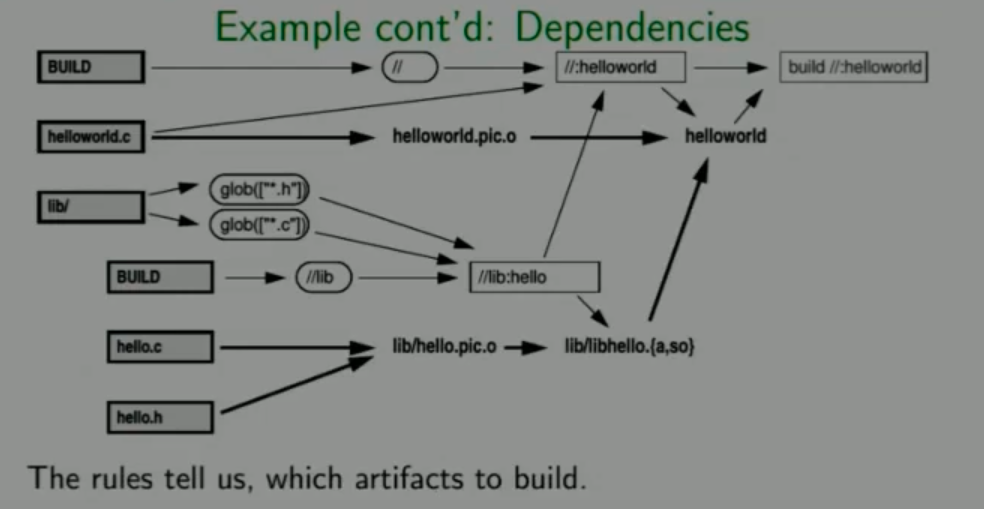 Example cont'd: Dependencies
BUILD // //:helloworld build //:helloworld
helloworld.c helloworld.pic.o helloworld
lib/ glob(["*.h"])
glob(["*.c"])
BUILD //lib //lib:hello
hello.c lib/hello.pic.o lib/libhello.{a,so}
hello.h
The rules tell us, which artifacts to build.